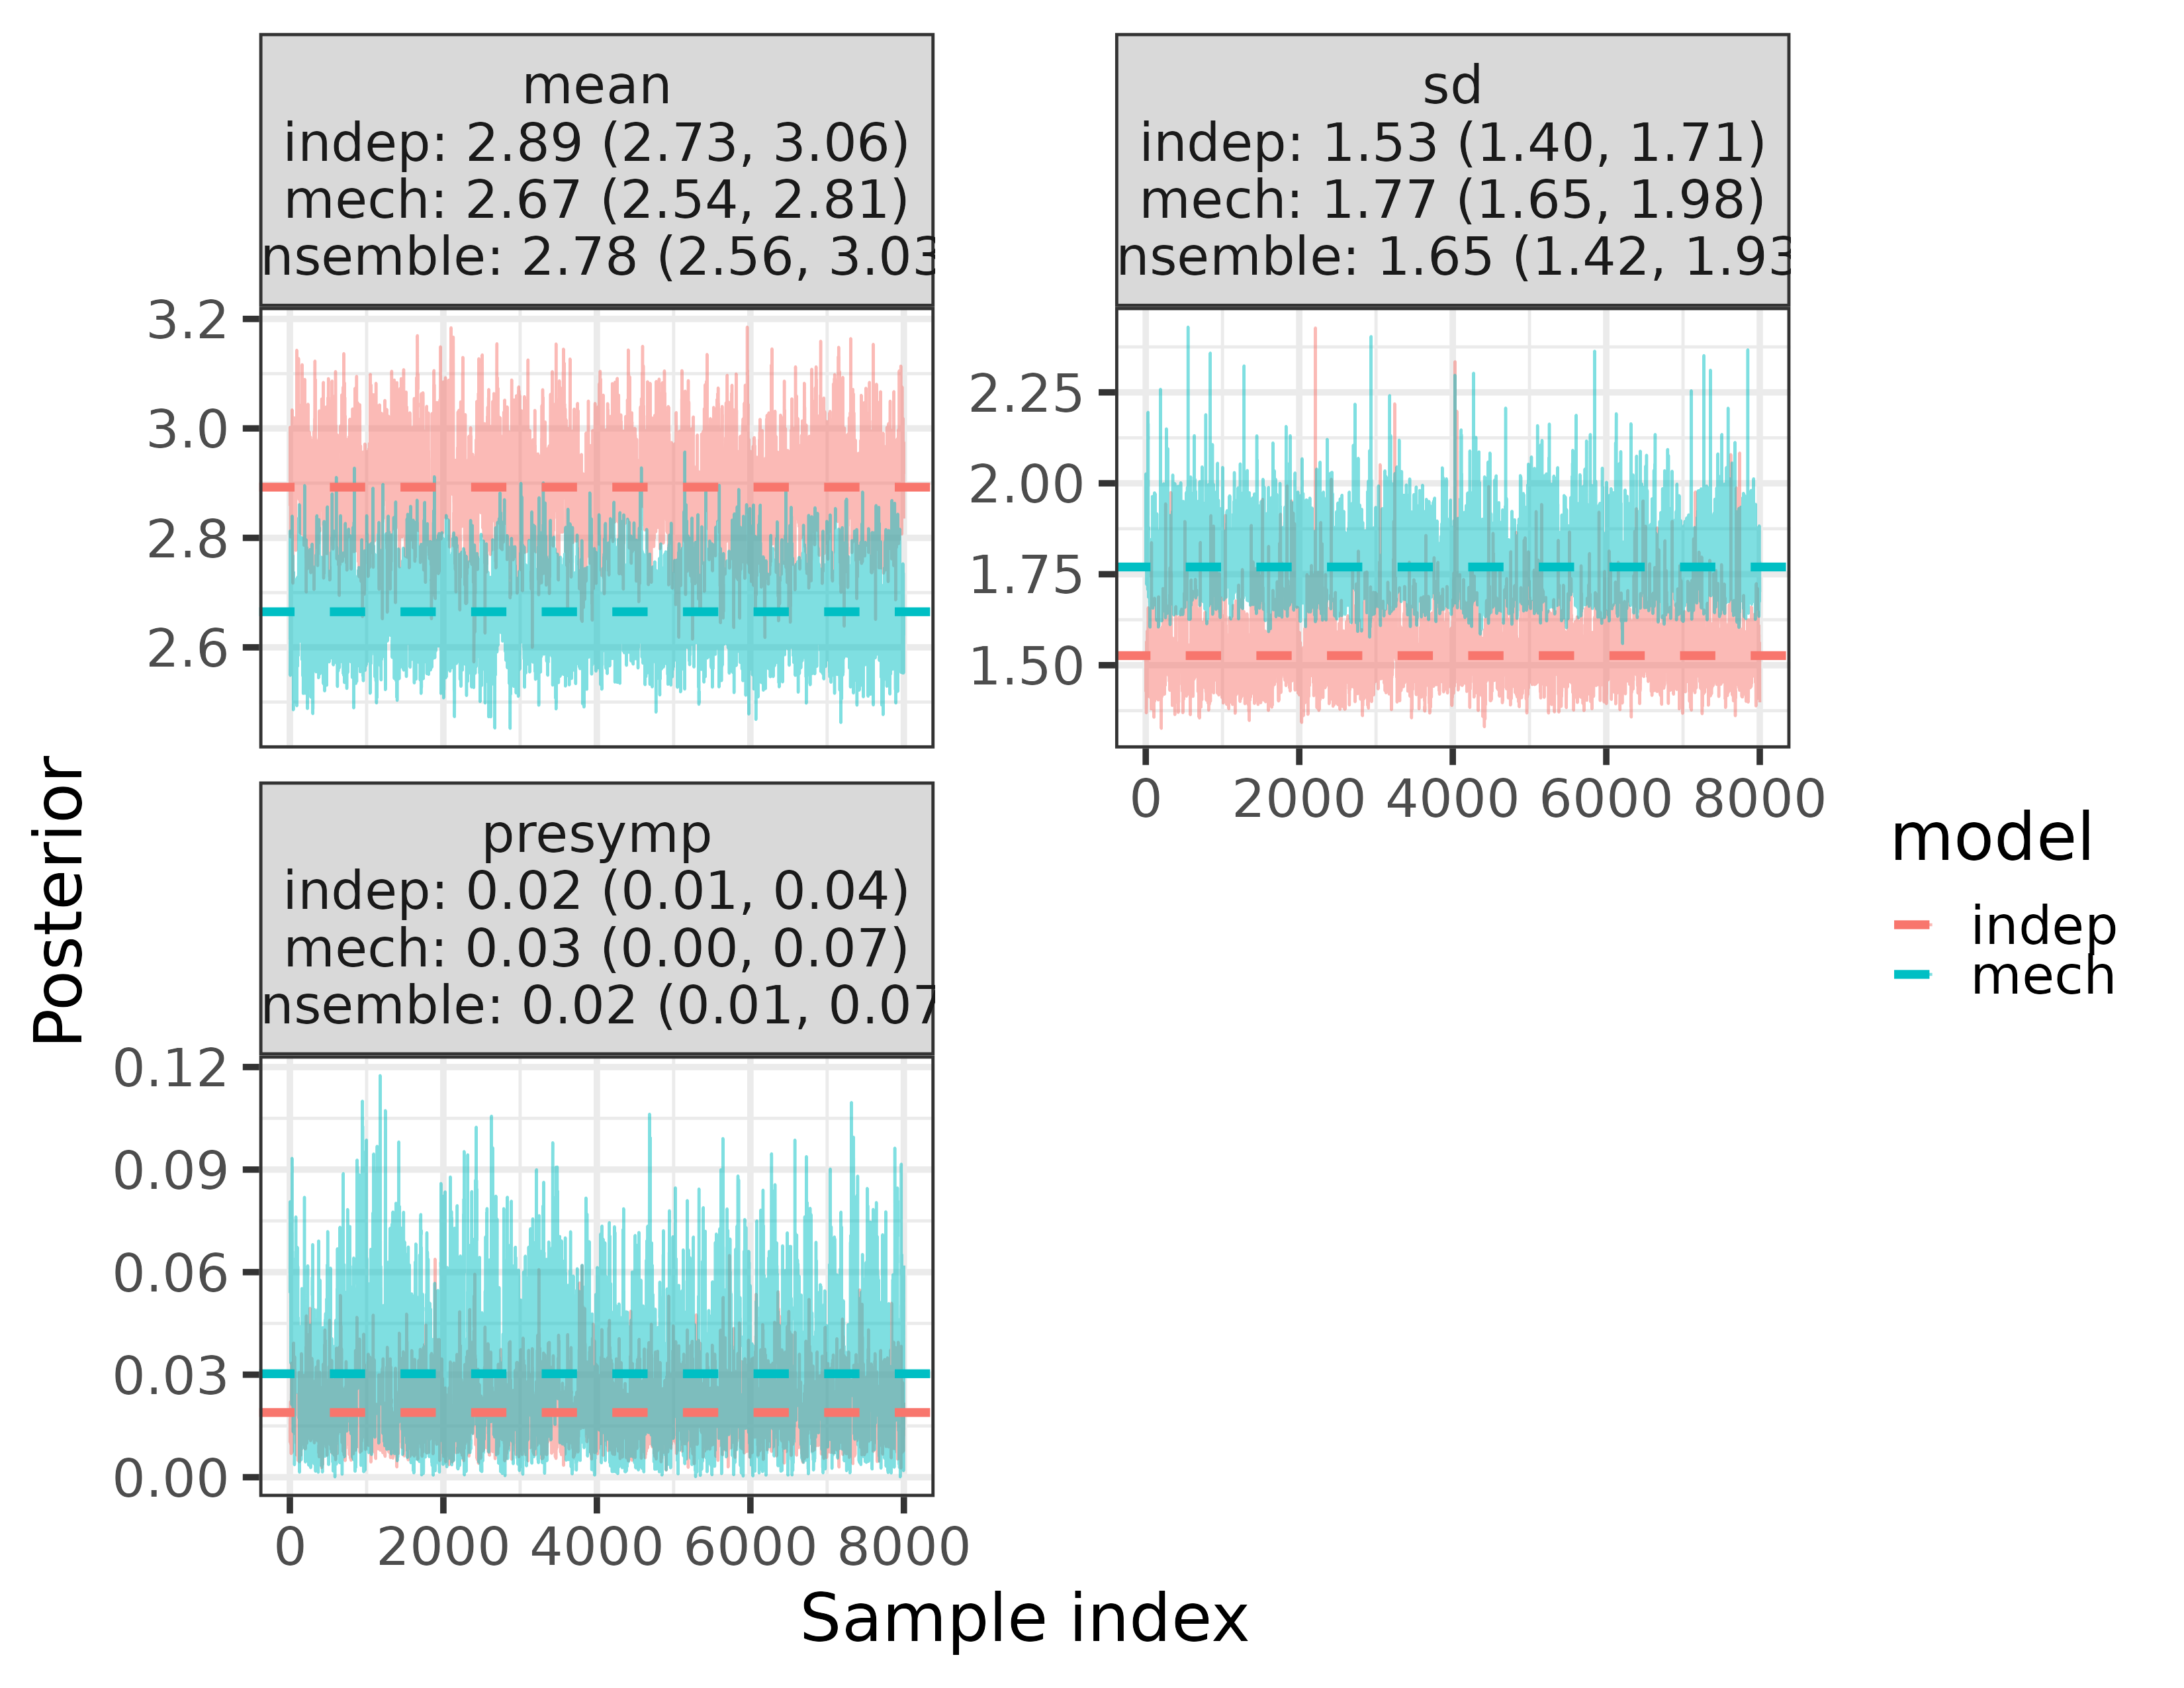 mean
indep: 2.89 (2.73, 3.06)
mech: 2.67 (2.54, 2.81)
nsemble: 2.78 (2.56, 3.03
3.2
3.0
2.8
2.6
sd
indep: 1.53 (1.40, 1.71)
mech: 1.77 (1.65, 1.98)
nsemble: 1.65 (1.42, 1.93
2.25
2.00
1.75
1.50
0 2000 4000 6000 8000
presymp
indep: 0.02 (0.01, 0.04)
mech: 0.03 (0.00, 0.07)
nsemble: 0.02 (0.01, 0.07
0.12
0.09
0.06
0.03
0.00
0 2000 4000 6000 8000
Posterior
Sample index
model
indep
mech